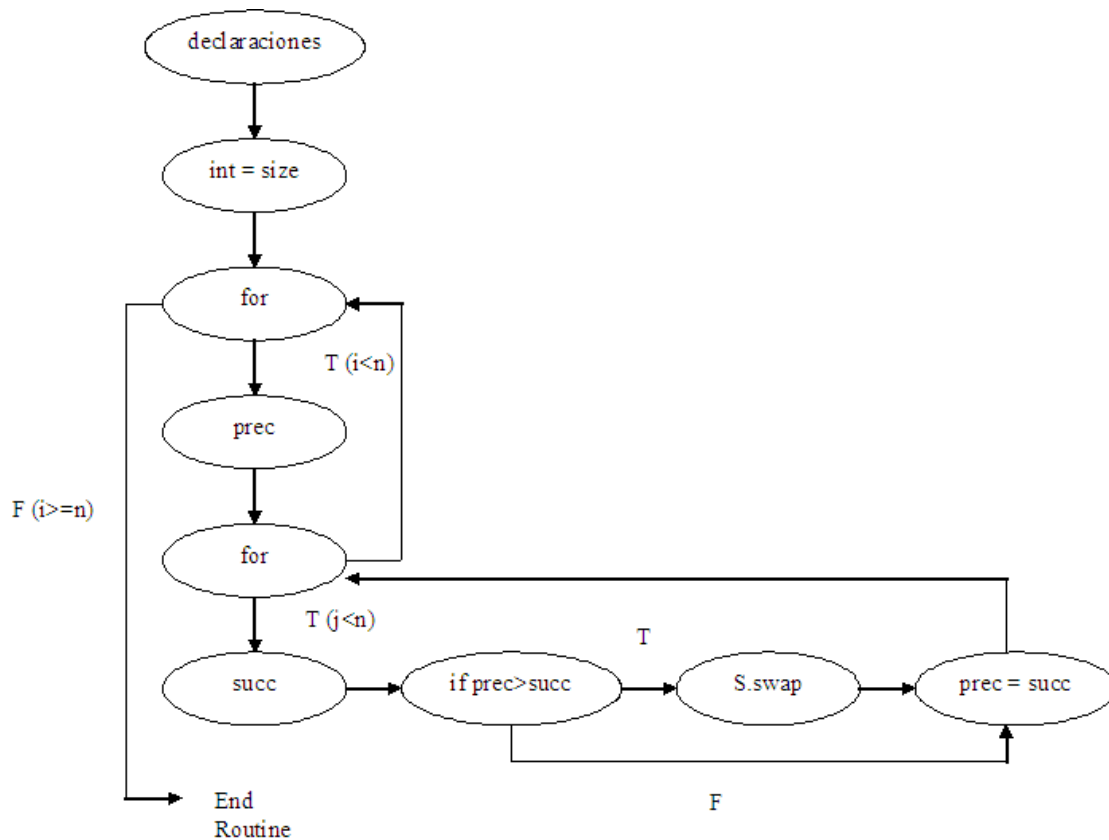 declaraciones
int = size
for
T (i<n)
prec
F (i>=n)
for
T (j<n)
T
succ
if prec>succ
S.swap
prec = succ
F
End
Routine